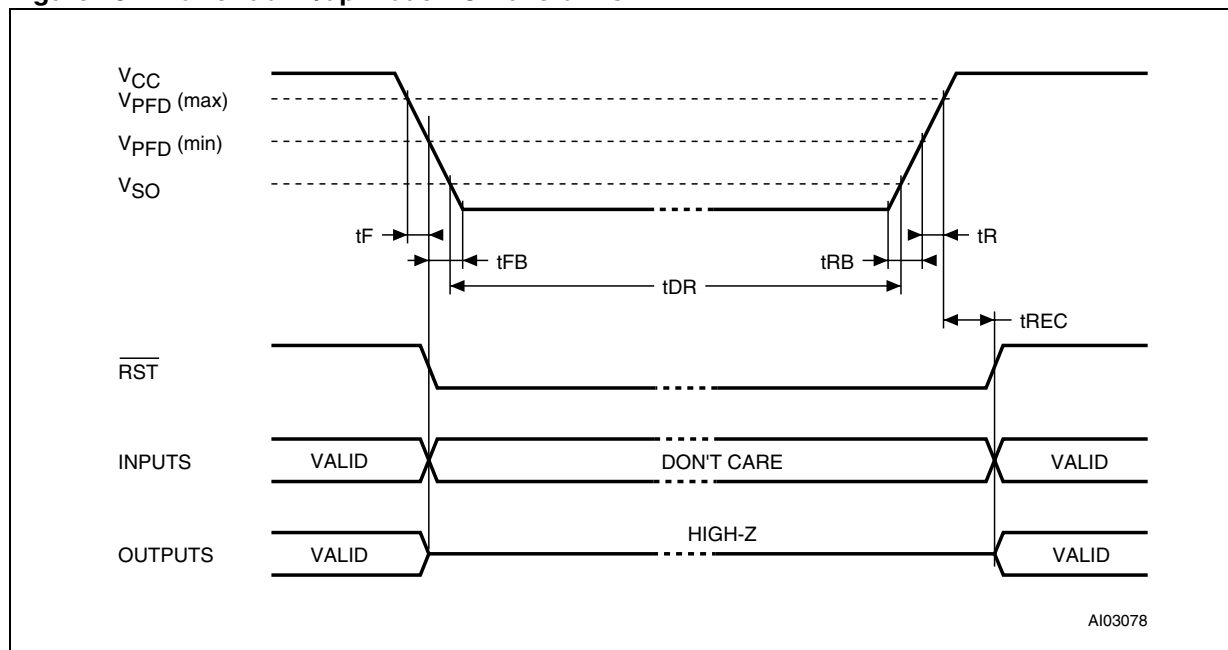 VCC
VPFD (max)
VPFD (min)
VSO
tF
tFB
tDR
tRB
tR
tREC
RST
INPUTS
VALID
DON'T CARE
VALID
OUTPUTS
VALID
HIGH-Z
VALID
AI03078